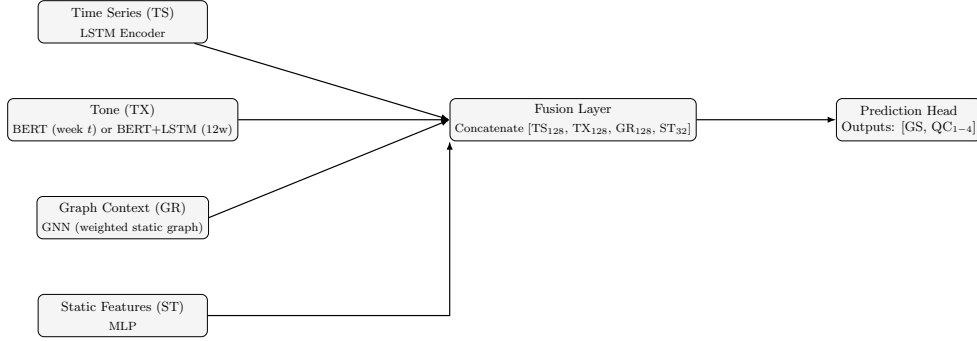 Time Series (TS)
LSTM Encoder
Tone (TX)
BERT (week t) or BERT+LSTM (12w)
Graph Context (GR)
GNN (weighted static graph)
Static Features (ST)
MLP
Fusion Layer
Concatenate [TS₁₂₈, TX₁₂₈, GR₁₂₈, ST₃₂]
Prediction Head
Outputs: [GS, QC₁₋₄]